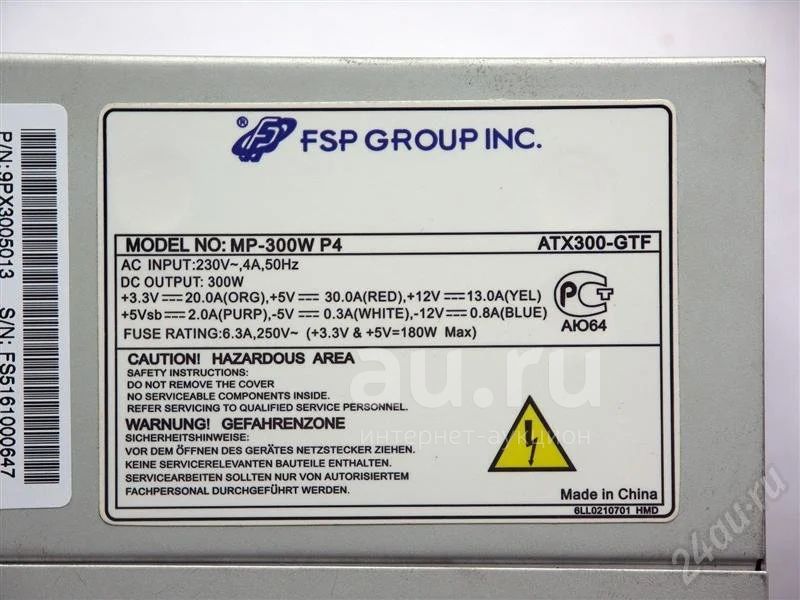 P/N:9PX3005013 S/N: FS5161000647
® FSP GROUP INC.
MODEL NO: MP-300W P4 ATX300-GTF
AC INPUT:230V~,4A,50Hz
DC OUTPUT: 300W
+3.3V⎓20.0A(ORG),+5V⎓30.0A(RED),+12V⎓13.0A(YEL)
+5Vsb⎓2.0A(PURP),-5V⎓0.3A(WHITE),-12V⎓0.8A(BLUE)
FUSE RATING:6.3A,250V~ (+3.3V & +5V=180W Max)
РСТ
АЮ64
CAUTION! HAZARDOUS AREA
SAFETY INSTRUCTIONS:
DO NOT REMOVE THE COVER
NO SERVICEABLE COMPONENTS INSIDE.
REFER SERVICING TO QUALIFIED SERVICE PERSONNEL.
WARNUNG! GEFAHRENZONE
SICHERHEITSHINWEISE:
VOR DEM ÖFFNEN DES GERÄTES NETZSTECKER ZIEHEN.
KEINE SERVICERELEVANTEN BAUTEILE ENTHALTEN.
SERVICEARBEITEN SOLLTEN NUR VON AUTORISIERTEM
FACHPERSONAL DURCHGEFÜHRT WERDEN.
Made in China
6LL0210701 HMD
au.ru
интернет-аукцион
24au.ru